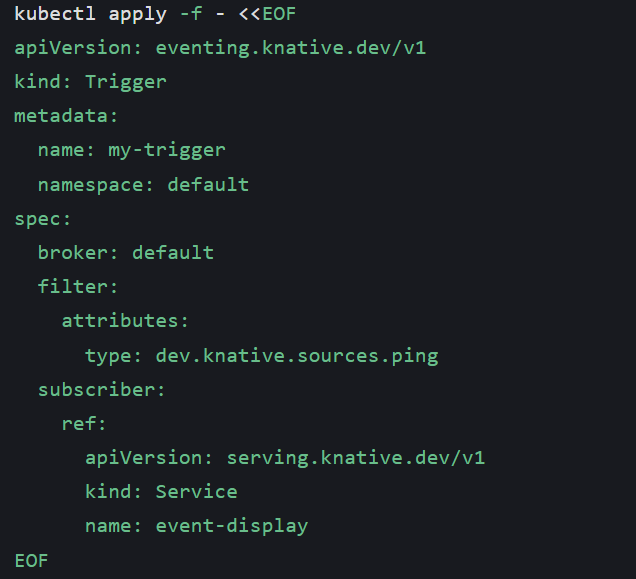 kubectl apply -f - <<EOF
apiVersion: eventing.knative.dev/v1
kind: Trigger
metadata:
  name: my-trigger
  namespace: default
spec:
  broker: default
  filter:
    attributes:
      type: dev.knative.sources.ping
  subscriber:
    ref:
      apiVersion: serving.knative.dev/v1
      kind: Service
      name: event-display
EOF